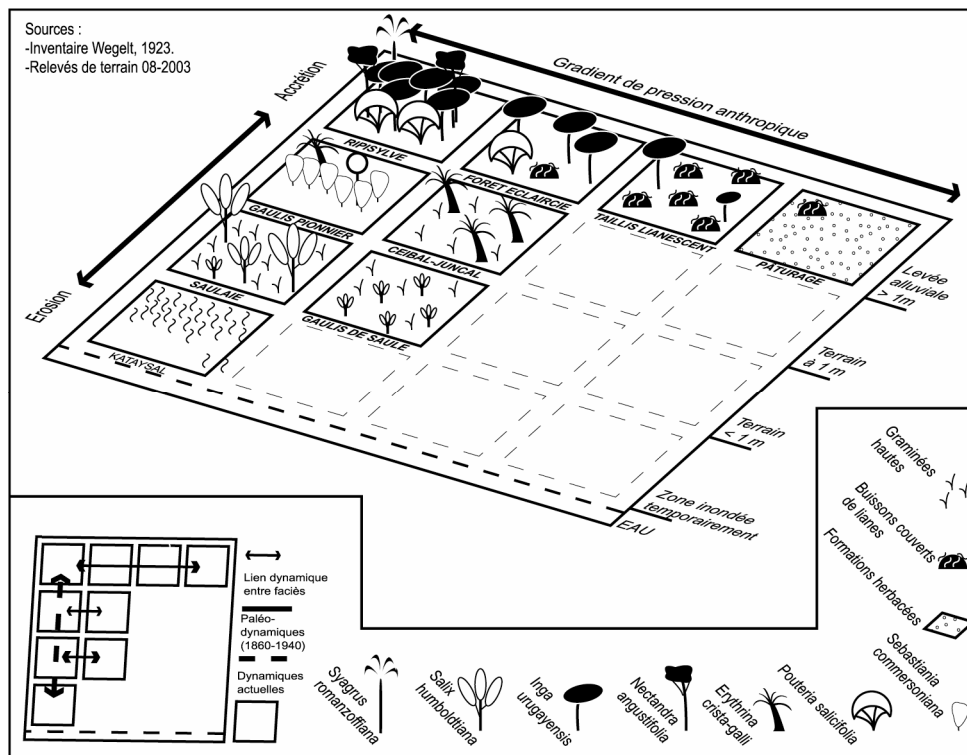 Sources :
-Inventaire Wegelt, 1923.
-Relevés de terrain 08-2003
Accrétion
Erosion
Gradient de pression anthropique
RIPISYLVE
FORET ECLAIRCIE
TAILLIS LIANESCENT
PATURAGE
GAULIS PIONNIER
CEIBAL-JUNCAL
SAULAIE
GAULIS DE SAULE
KATAYSAL
Levée
alluviale
> 1m
Terrain
à 1 m
Terrain
< 1 m
Zone inondée
temporairement
EAU
Graminées
hautes
Buissons couverts
de lianes
Formations herbacées
Sebastiania
commersoniana
Lien dynamique
entre faciès
Paléo-
dynamiques
(1860-1940)
Dynamiques
actuelles
Syagrus
romanzoffiana
Salix
humboldtiana
Inga
urugayensis
Nectandra
angustifolia
Erythrina
crista-galli
Pouteria salicifolia